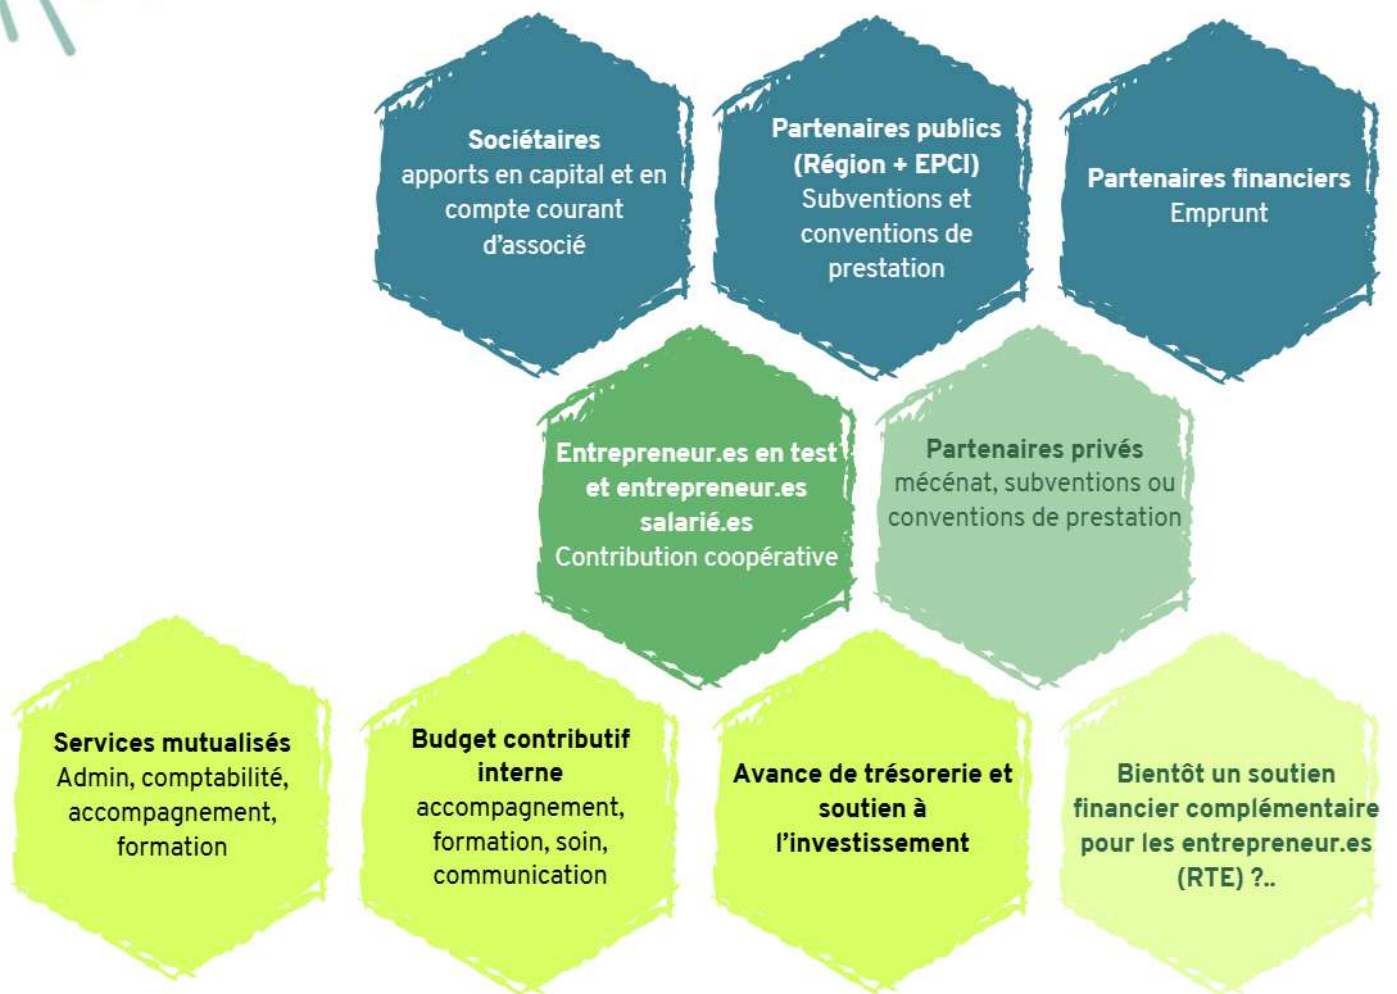 Sociétaires
apports en capital et en
compte courant
d'associé
Partenaires publics
(Région + EPCI)
Subventions et
conventions de
prestation
Partenaires financiers
Emprunt
Entrepreneur.es en test
et entrepreneur.es
salarié.es
Contribution coopérative
Partenaires privés
mécénat, subventions ou
conventions de prestation
Services mutualisés
Admin, comptabilité,
accompagnement,
formation
Budget contributif
interne
accompagnement,
formation, soin,
communication
Avance de trésorerie et
soutien à
l'investissement
Bientôt un soutien
financier complémentaire
pour les entrepreneur.es
(RTE) ?..